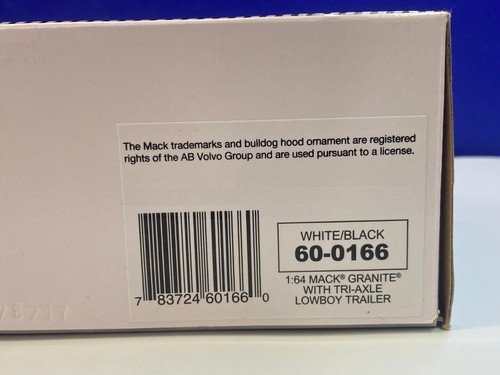 The Mack trademarks and bulldog hood ornament are registered
rights of the AB Volvo Group and are used pursuant to a license.
WHITE/BLACK
60-0166
1:64 MACK® GRANITE®
WITH TRI-AXLE
LOWBOY TRAILER
7 83724 60166 0